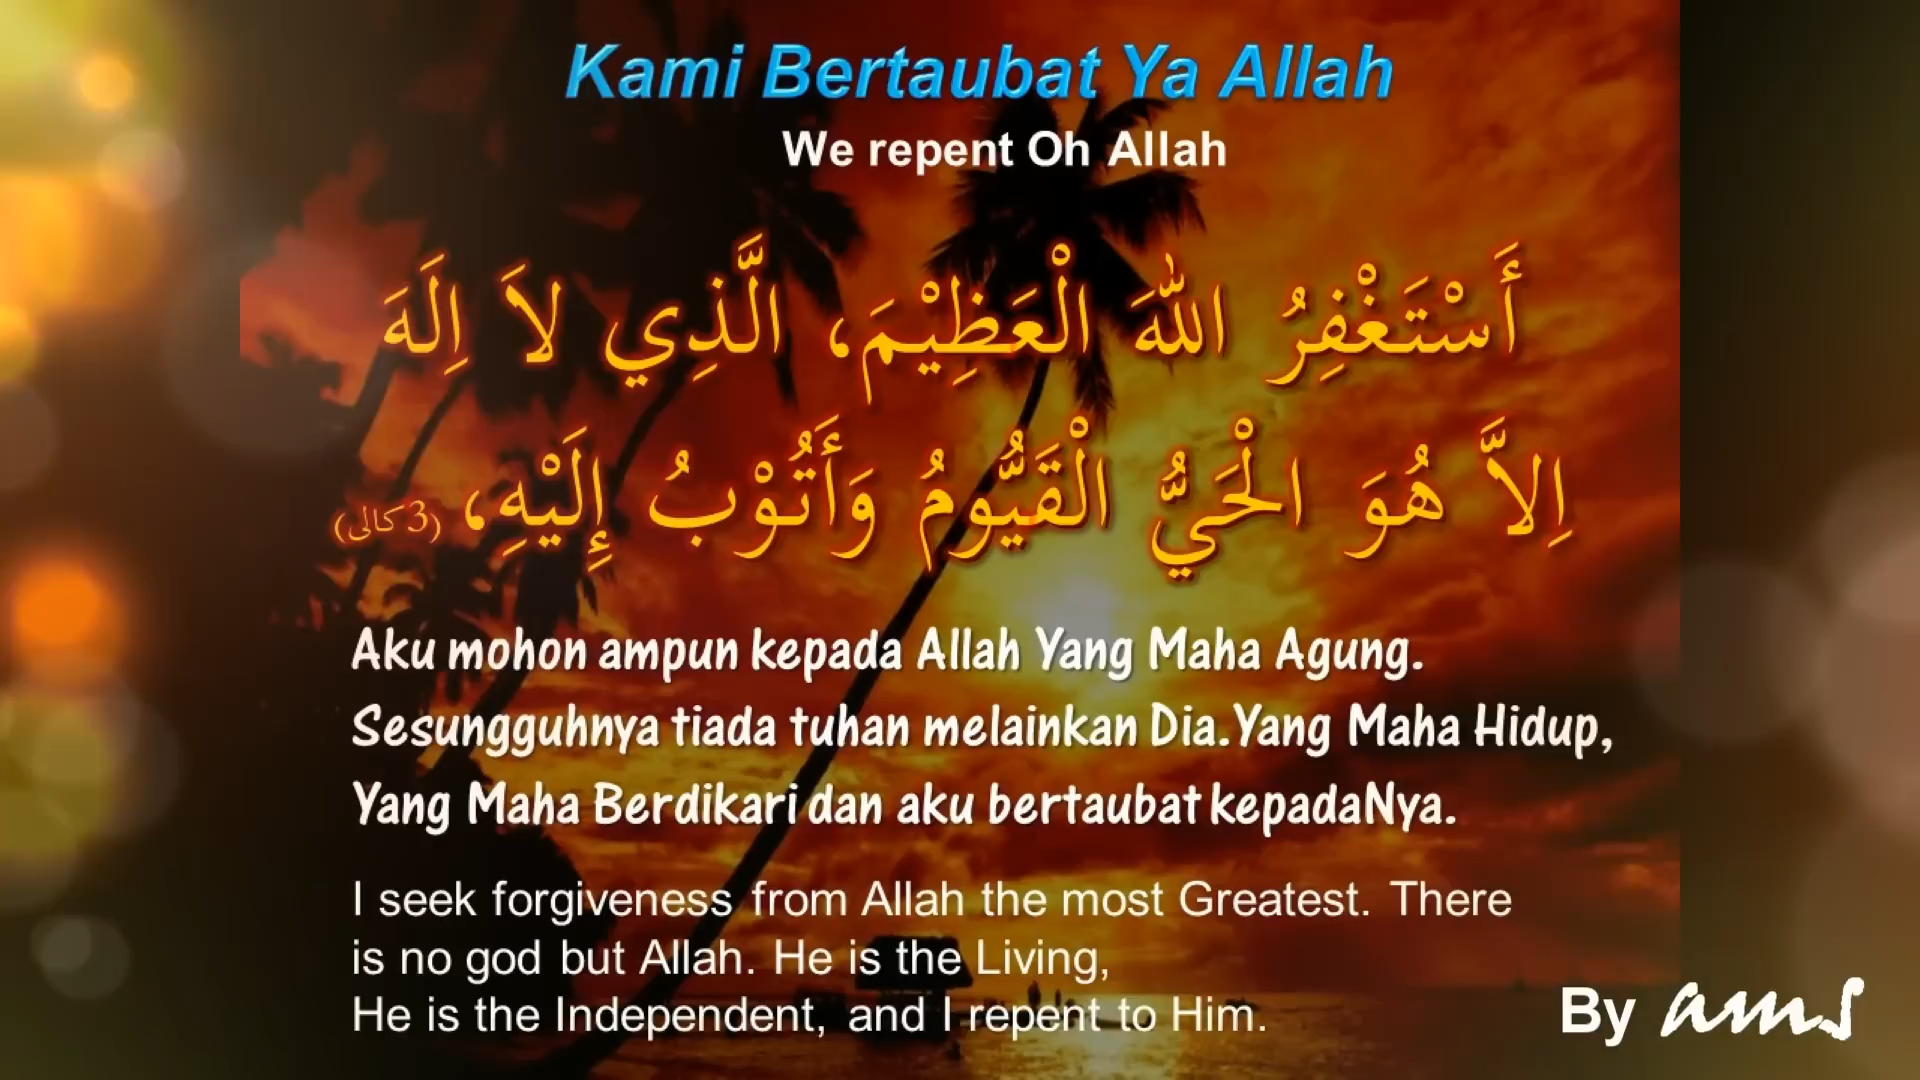 Kami Bertaubat Ya Allah
We repent Oh Allah
أَسْتَغْفِرُ اللهَ الْعَظِيْمَ، الَّذِي لاَ اِلَهَ
اِلاَّ هُوَ الْحَيُّ الْقَيُّومُ وَأَتُوْبُ إِلَيْهِ، (3 كالى)
Aku mohon ampun kepada Allah Yang Maha Agung.
Sesungguhnya tiada tuhan melainkan Dia.Yang Maha Hidup,
Yang Maha Berdikari dan aku bertaubat kepadaNya.
I seek forgiveness from Allah the most Greatest. There
is no god but Allah. He is the Living,
He is the Independent, and I repent to Him.
By ams